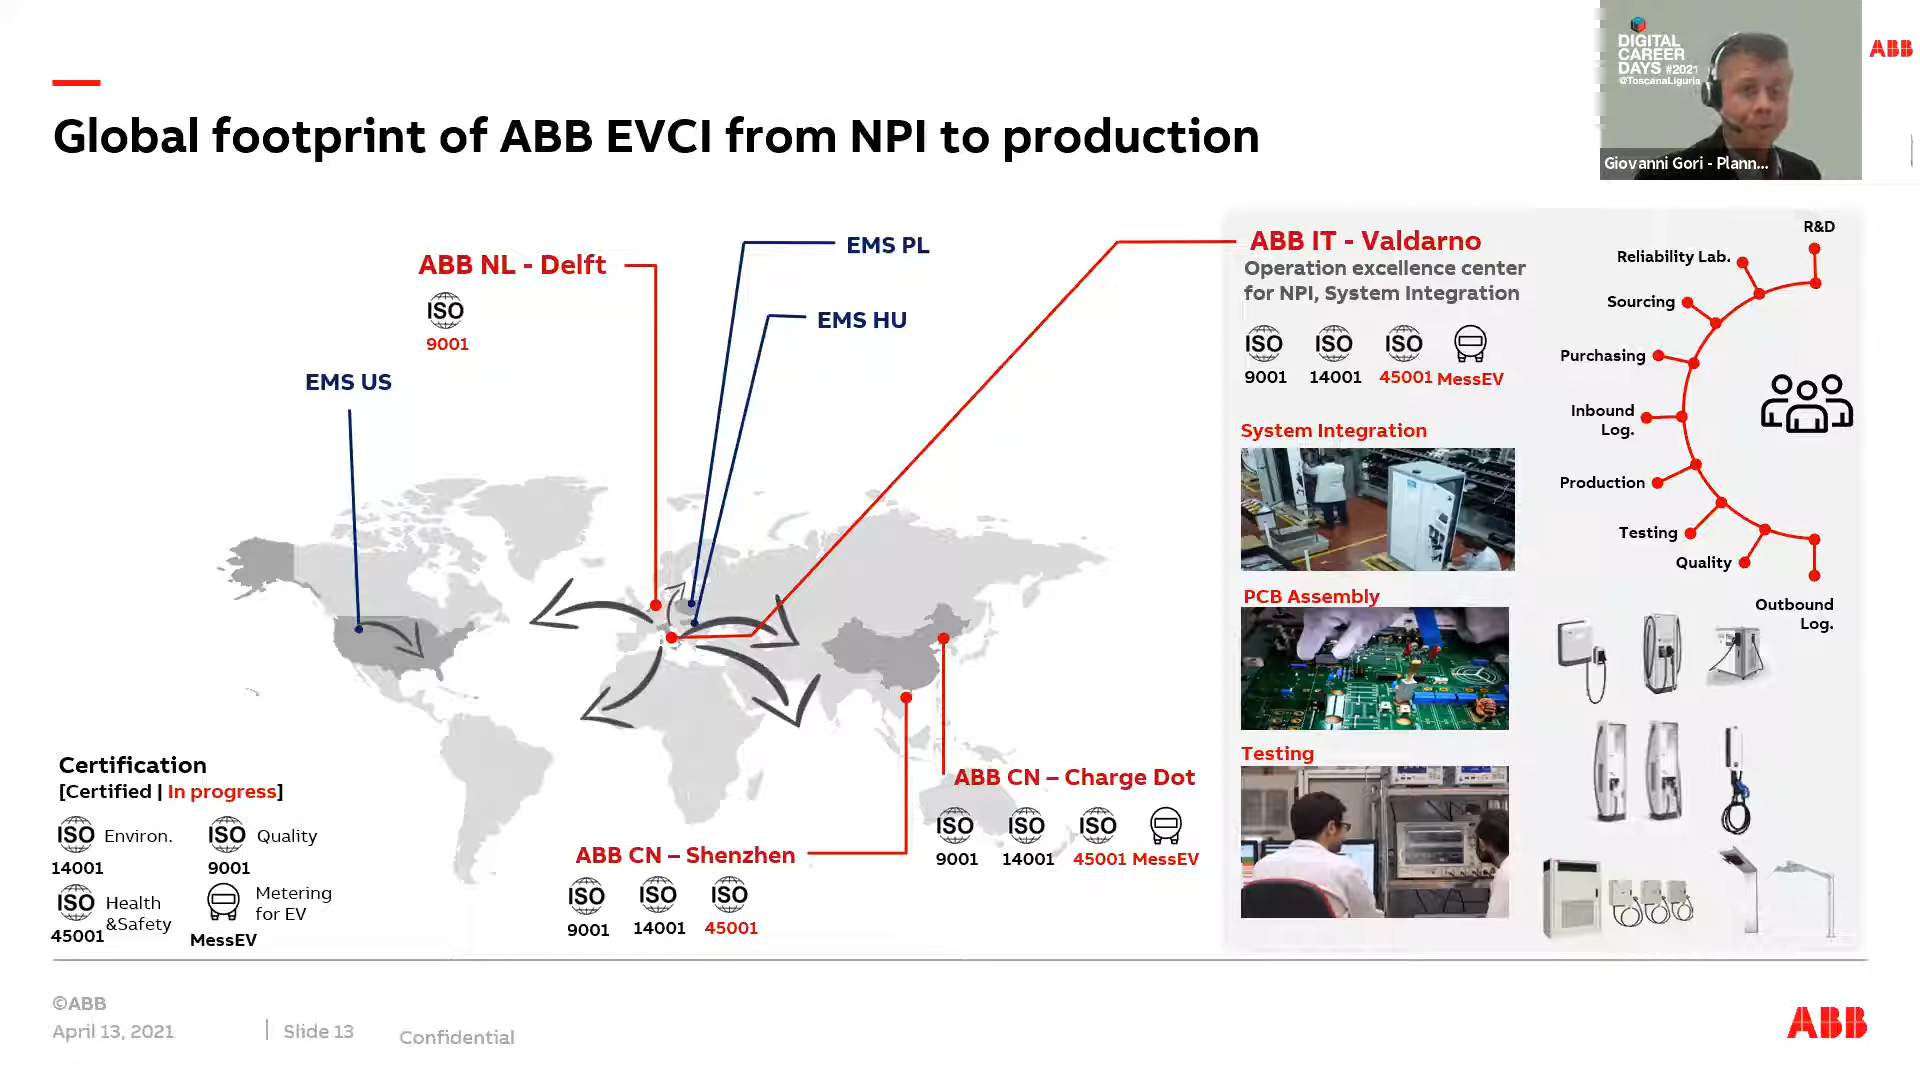 DIGITAL
CAREER
DAYS #2021
@ToscanaLiguria
ABB
Giovanni Gori - Plann...
Global footprint of ABB EVCI from NPI to production
ABB NL - Delft
ISO
9001
EMS PL
EMS HU
EMS US
ABB IT - Valdarno
Operation excellence center
for NPI, System Integration
ISO ISO ISO
9001 14001 45001 MessEV
System Integration
PCB Assembly
Testing
R&D
Reliability Lab.
Sourcing
Purchasing
Inbound
Log.
Production
Testing
Quality
Outbound
Log.
ABB CN – Charge Dot
ISO ISO ISO
9001 14001 45001 MessEV
ABB CN – Shenzhen
ISO ISO ISO
9001 14001 45001
Certification
[Certified | In progress]
ISO Environ.
14001
ISO Quality
9001
ISO Health
&Safety
45001
Metering
for EV
MessEV
©ABB
April 13, 2021
Slide 13
Confidential
ABB